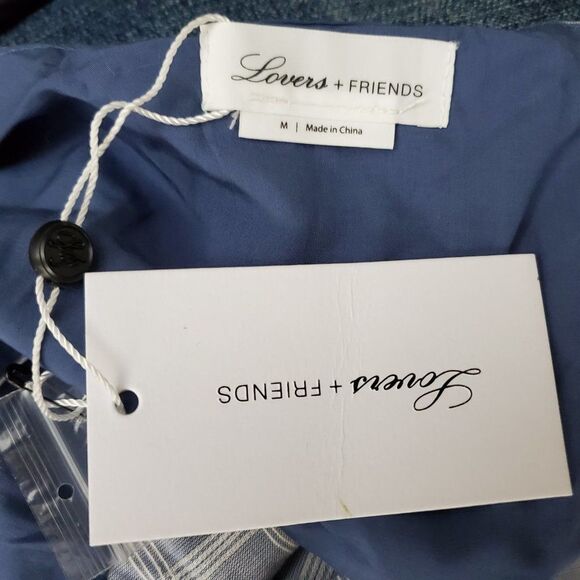 Lovers + FRIENDS
M | Made in China
Lovers + FRIENDS